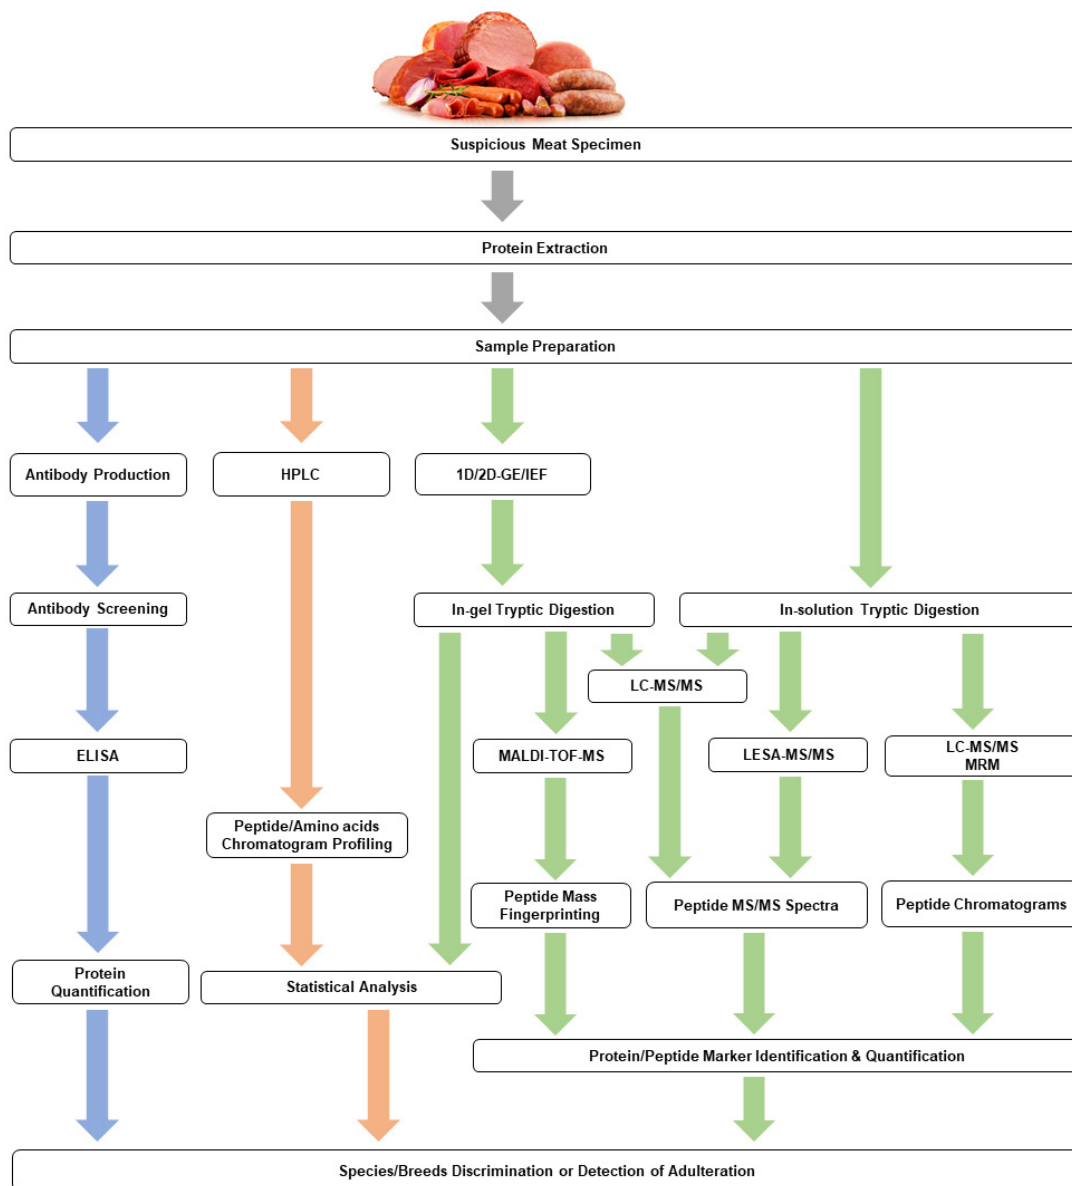 Suspicious Meat Specimen
Protein Extraction
Sample Preparation
Antibody Production
HPLC
1D/2D-GE/IEF
Antibody Screening
In-gel Tryptic Digestion
In-solution Tryptic Digestion
LC-MS/MS
ELISA
MALDI-TOF-MS
LESA-MS/MS
LC-MS/MS
MRM
Peptide/Amino acids
Chromatogram Profiling
Peptide Mass
Fingerprinting
Peptide MS/MS Spectra
Peptide Chromatograms
Protein
Quantification
Statistical Analysis
Protein/Peptide Marker Identification & Quantification
Species/Breeds Discrimination or Detection of Adulteration